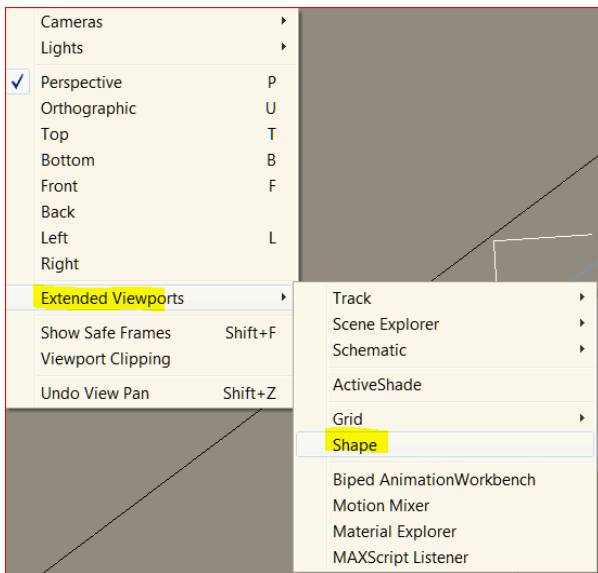 Cameras
Lights
Perspective P
Orthographic U
Top T
Bottom B
Front F
Back
Left L
Right
Extended Viewports
Show Safe Frames Shift+F
Viewport Clipping
Undo View Pan Shift+Z
Track
Scene Explorer
Schematic
ActiveShade
Grid
Shape
Biped AnimationWorkbench
Motion Mixer
Material Explorer
MAXScript Listener